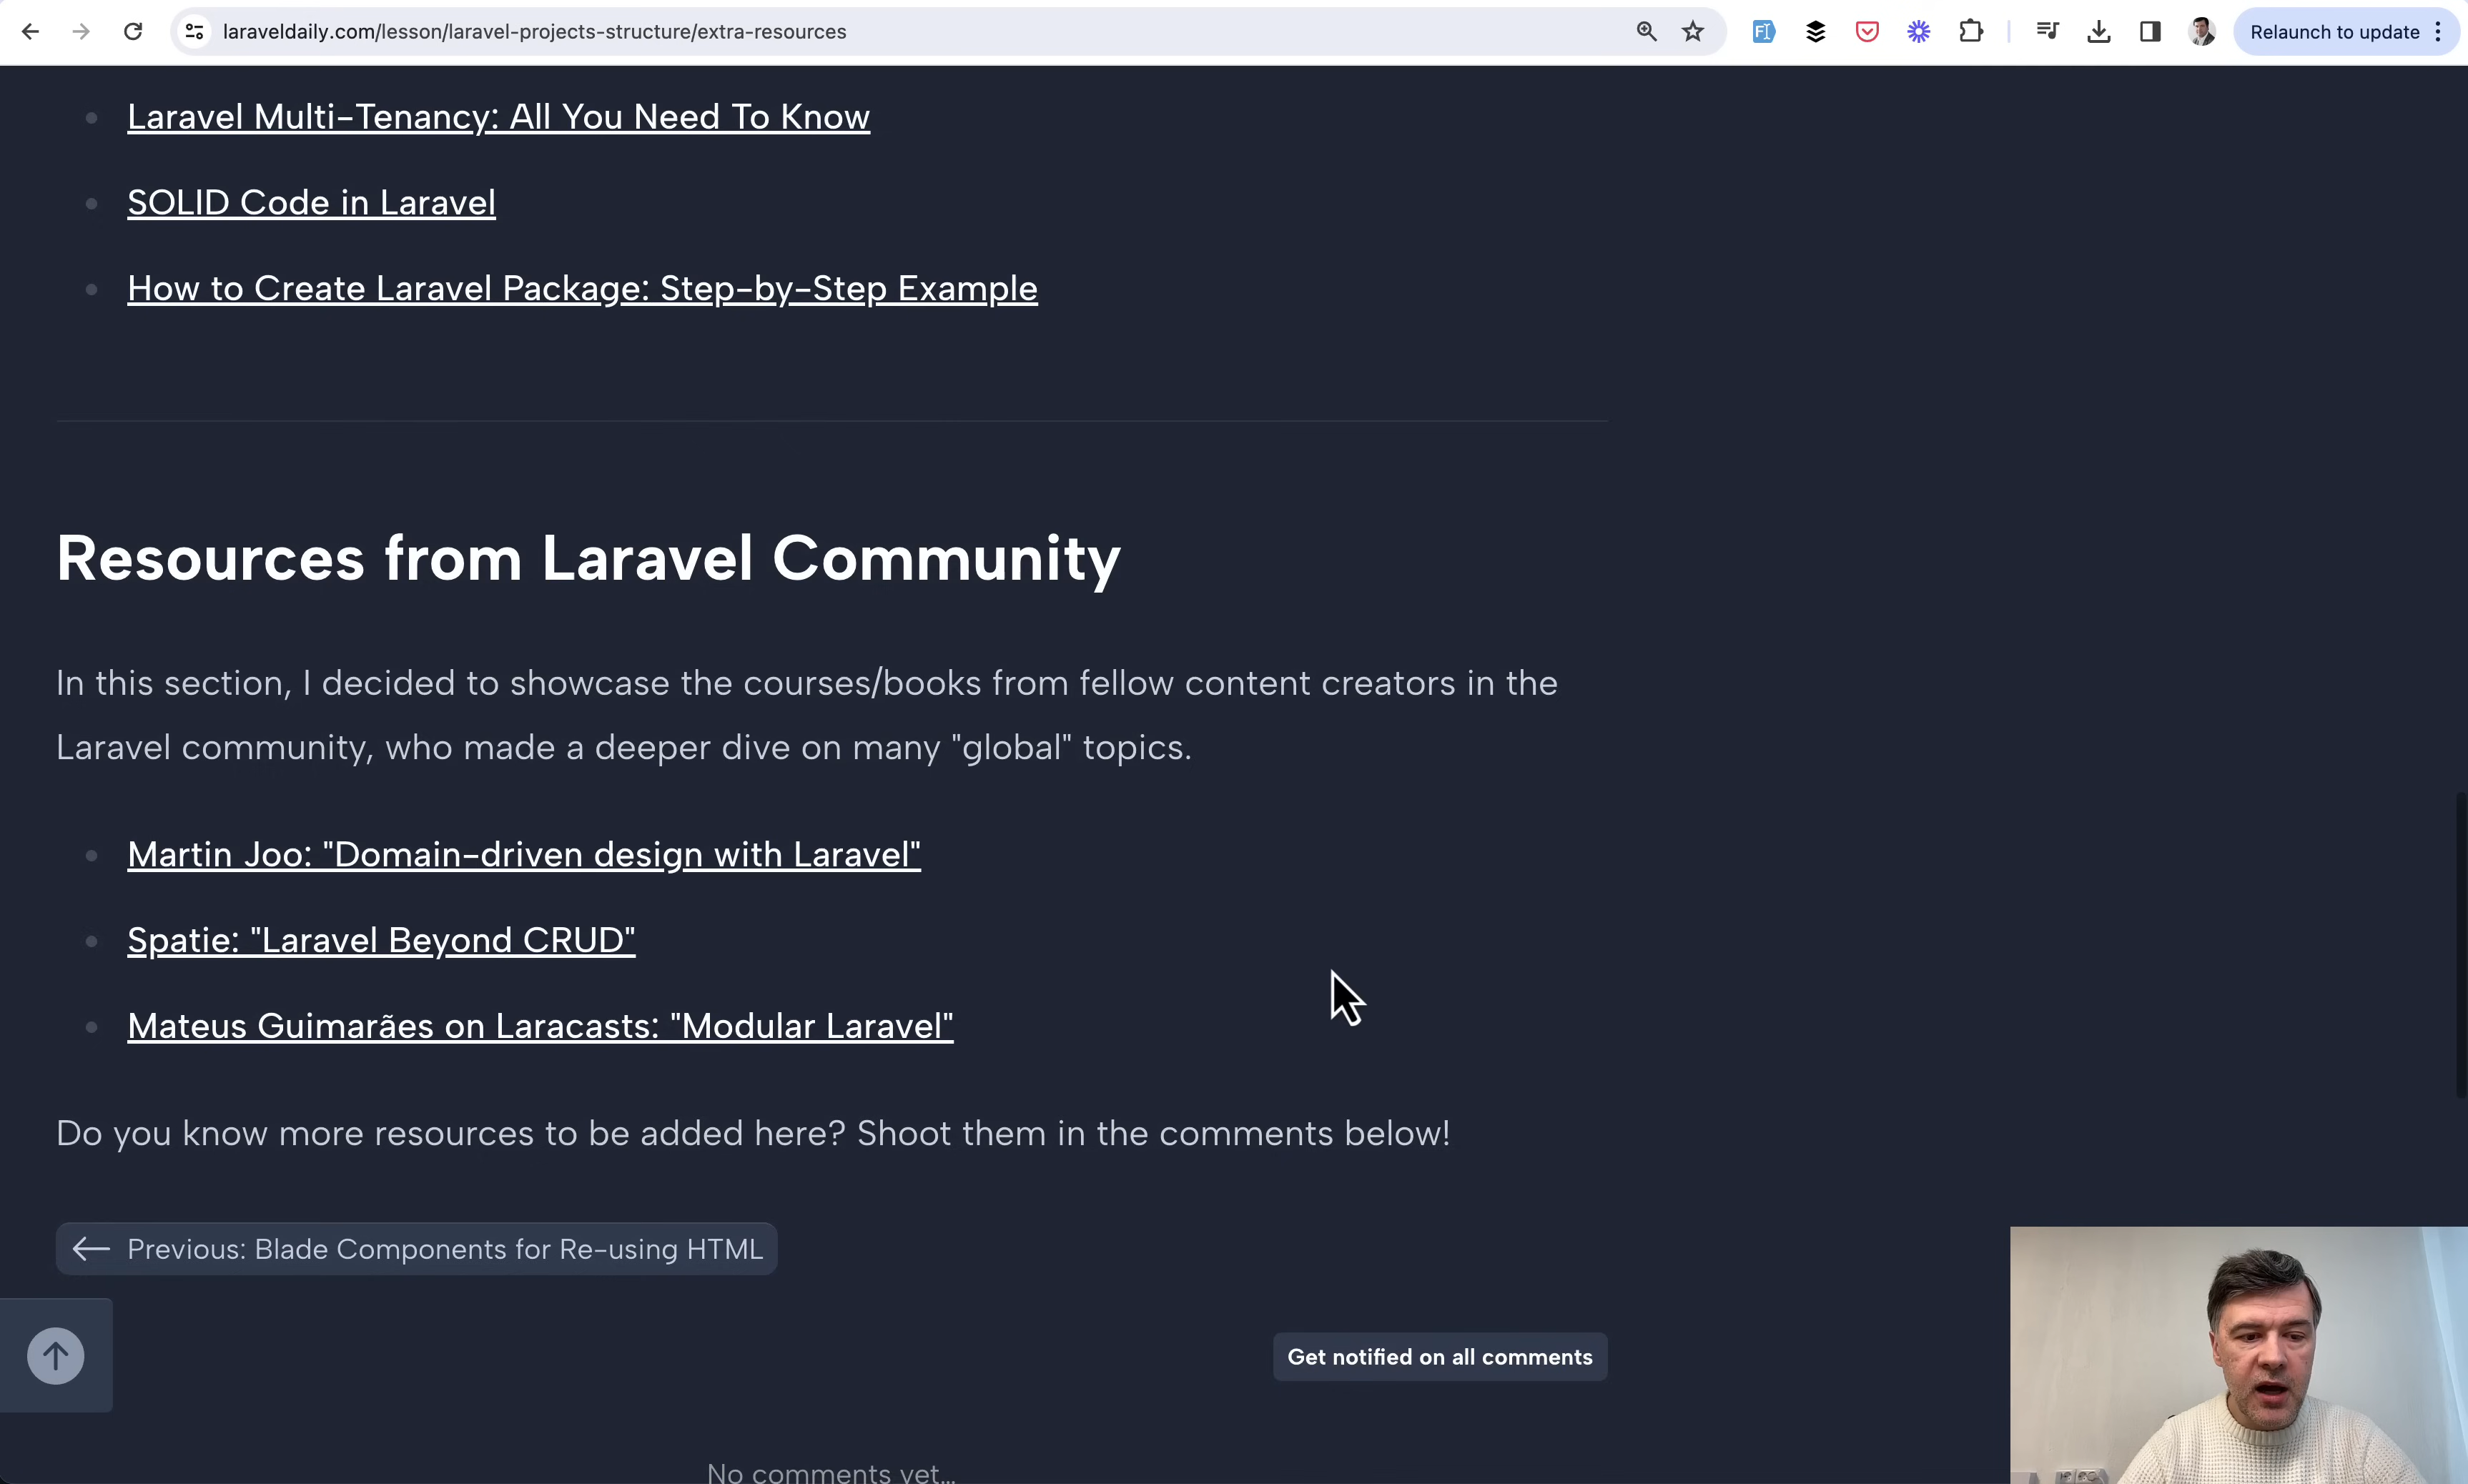 laraveldaily.com/lesson/laravel-projects-structure/extra-resources
Relaunch to update
Laravel Multi-Tenancy: All You Need To Know
SOLID Code in Laravel
How to Create Laravel Package: Step-by-Step Example
Resources from Laravel Community
In this section, I decided to showcase the courses/books from fellow content creators in the
Laravel community, who made a deeper dive on many "global" topics.
Martin Joo: "Domain-driven design with Laravel"
Spatie: "Laravel Beyond CRUD"
Mateus Guimarães on Laracasts: "Modular Laravel"
Do you know more resources to be added here? Shoot them in the comments below!
Previous: Blade Components for Re-using HTML
Get notified on all comments
No comments yet...